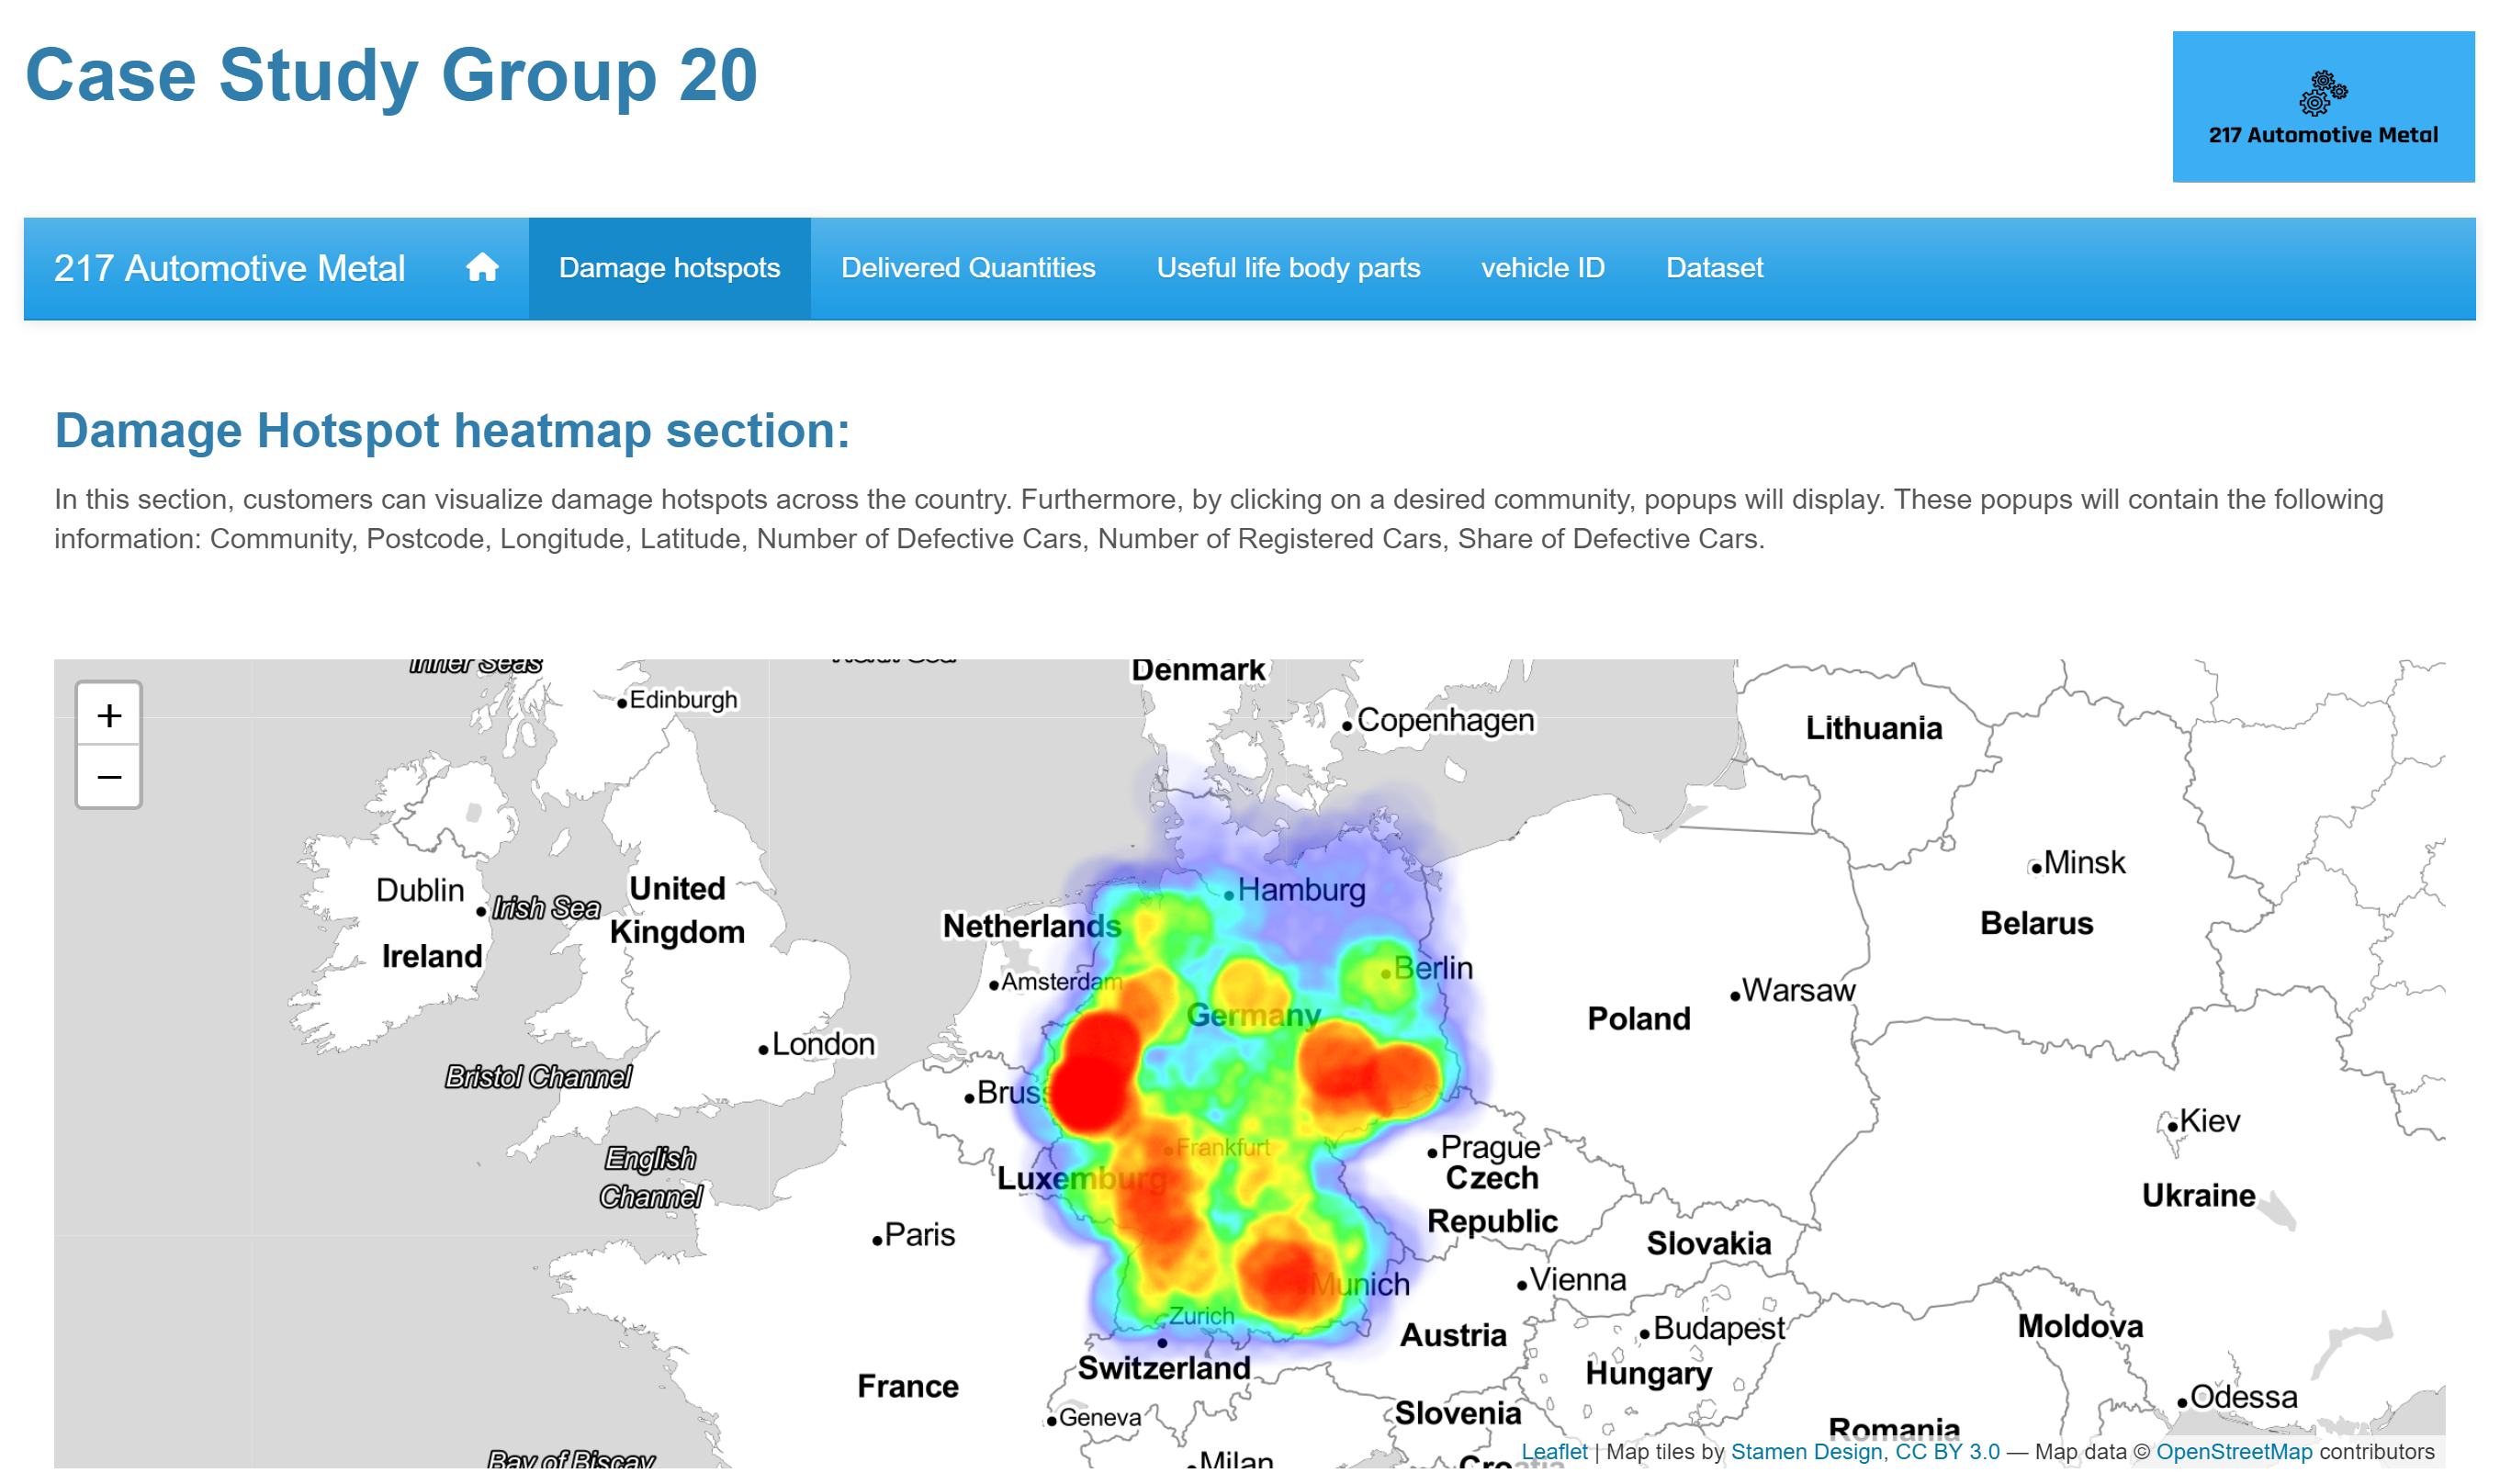 Case Study Group 20
217 Automotive Metal
217 Automotive Metal
Damage hotspots
Delivered Quantities
Useful life body parts
vehicle ID
Dataset
Damage Hotspot heatmap section:
In this section, customers can visualize damage hotspots across the country. Furthermore, by clicking on a desired community, popups will display. These popups will contain the following
information: Community, Postcode, Longitude, Latitude, Number of Defective Cars, Number of Registered Cars, Share of Defective Cars.
+
−
Inner Seas
North Sea
Denmark
Edinburgh
Copenhagen
Lithuania
Minsk
Dublin
Irish Sea
United
Kingdom
Hamburg
Netherlands
Belarus
Ireland
Amsterdam
Berlin
Warsaw
Germany
Poland
London
Bristol Channel
Bruss
Kiev
English
Channel
Frankfurt
Prague
Luxemburg
Czech
Republic
Ukraine
Paris
Slovakia
Munich
Vienna
Zurich
Austria
Budapest
Moldova
Switzerland
Hungary
France
Geneva
Slovenia
Odessa
Romania
Bay of Biscay
Milan
Croatia
Leaflet | Map tiles by Stamen Design, CC BY 3.0 — Map data © OpenStreetMap contributors